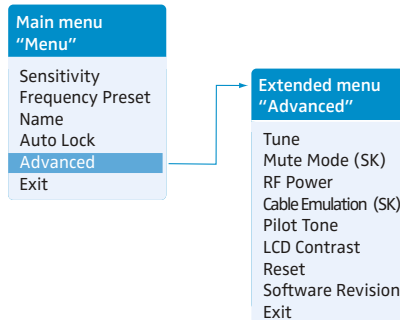 Main menu
“Menu”
Sensitivity
Frequency Preset
Name
Auto Lock
Advanced
Exit
Extended menu
“Advanced”
Tune
Mute Mode (SK)
RF Power
Cable Emulation (SK)
Pilot Tone
LCD Contrast
Reset
Software Revision
Exit